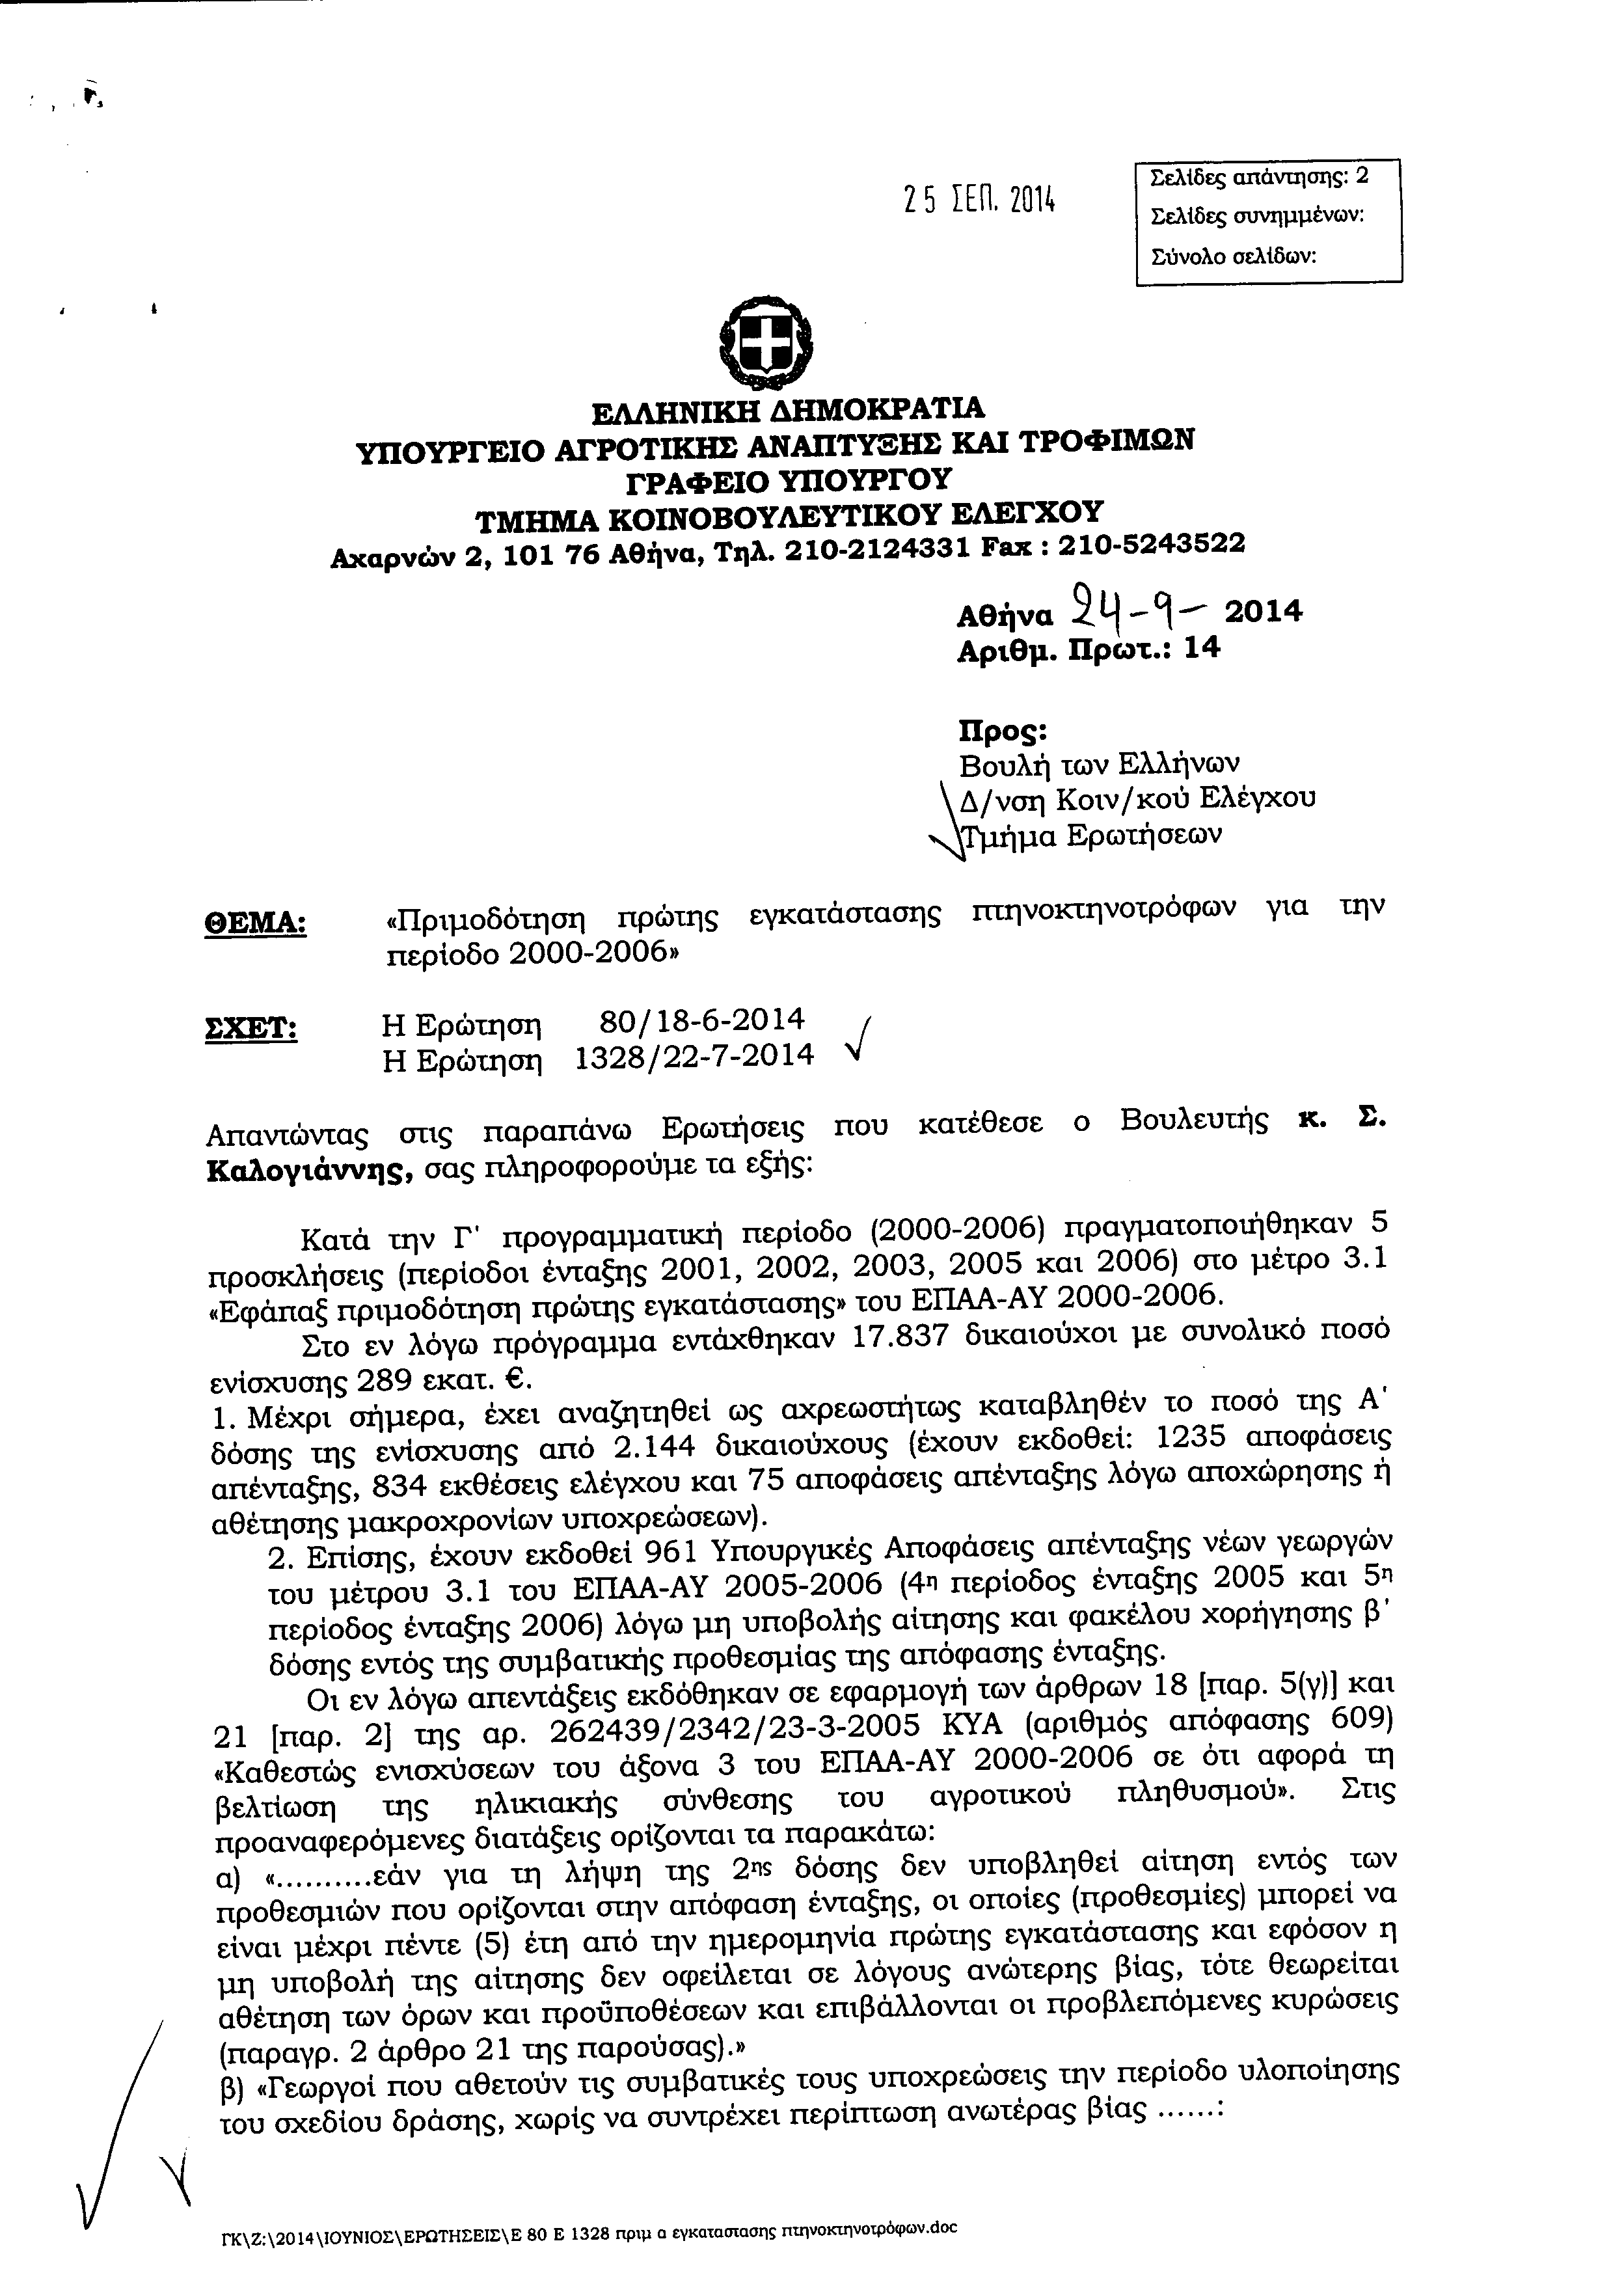 25 ΣΕΠ. 2014
Σελίδες απάντησης: 2
Σελίδες συνημμένων:
Σύνολο σελίδων:
ΕΛΛΗΝΙΚΗ ΔΗΜΟΚΡΑΤΙΑ
ΥΠΟΥΡΓΕΙΟ ΑΓΡΟΤΙΚΗΣ ΑΝΑΠΤΥΞΗΣ ΚΑΙ ΤΡΟΦΙΜΩΝ
ΓΡΑΦΕΙΟ ΥΠΟΥΡΓΟΥ
ΤΜΗΜΑ ΚΟΙΝΟΒΟΥΛΕΥΤΙΚΟΥ ΕΛΕΓΧΟΥ
Αχαρνών 2, 101 76 Αθήνα, Τηλ. 210-2124331 Fax : 210-5243522
Αθήνα 24-9- 2014
Αριθμ. Πρωτ.: 14
Προς:
Βουλή των Ελλήνων
Δ/νση Κοιν/κού Ελέγχου
Τμήμα Ερωτήσεων
ΘΕΜΑ: «Πριμοδότηση πρώτης εγκατάστασης πτηνοκτηνοτρόφων για την
περίοδο 2000-2006»
ΣΧΕΤ: Η Ερώτηση 80/18-6-2014
Η Ερώτηση 1328/22-7-2014
Απαντώντας στις παραπάνω Ερωτήσεις που κατέθεσε ο Βουλευτής κ. Σ.
Καλογιάννης, σας πληροφορούμε τα εξής:
Κατά την Γ' προγραμματική περίοδο (2000-2006) πραγματοποιήθηκαν 5
προσκλήσεις (περίοδοι ένταξης 2001, 2002, 2003, 2005 και 2006) στο μέτρο 3.1
«Εφάπαξ πριμοδότηση πρώτης εγκατάστασης» του ΕΠΑΑ-ΑΥ 2000-2006.
Στο εν λόγω πρόγραμμα εντάχθηκαν 17.837 δικαιούχοι με συνολικό ποσό
ενίσχυσης 289 εκατ. €.
1. Μέχρι σήμερα, έχει αναζητηθεί ως αχρεωστήτως καταβληθέν το ποσό της Α'
δόσης της ενίσχυσης από 2.144 δικαιούχους (έχουν εκδοθεί: 1235 αποφάσεις
απένταξης, 834 εκθέσεις ελέγχου και 75 αποφάσεις απένταξης λόγω αποχώρησης ή
αθέτησης μακροχρονίων υποχρεώσεων).
2. Επίσης, έχουν εκδοθεί 961 Υπουργικές Αποφάσεις απένταξης νέων γεωργών
του μέτρου 3.1 του ΕΠΑΑ-ΑΥ 2005-2006 (4η περίοδος ένταξης 2005 και 5η
περίοδος ένταξης 2006) λόγω μη υποβολής αίτησης και φακέλου χορήγησης β'
δόσης εντός της συμβατικής προθεσμίας της απόφασης ένταξης.
Οι εν λόγω απεντάξεις εκδόθηκαν σε εφαρμογή των άρθρων 18 [παρ. 5(γ)] και
21 [παρ. 2] της αρ. 262439/2342/23-3-2005 ΚΥΑ (αριθμός απόφασης 609)
«Καθεστώς ενισχύσεων του άξονα 3 του ΕΠΑΑ-ΑΥ 2000-2006 σε ότι αφορά τη
βελτίωση της ηλικιακής σύνθεσης του αγροτικού πληθυσμού». Στις
προαναφερόμενες διατάξεις ορίζονται τα παρακάτω:
α) «..........εάν για τη λήψη της 2ης δόσης δεν υποβληθεί αίτηση εντός των
προθεσμιών που ορίζονται στην απόφαση ένταξης, οι οποίες (προθεσμίες) μπορεί να
είναι μέχρι πέντε (5) έτη από την ημερομηνία πρώτης εγκατάστασης και εφόσον η
μη υποβολή της αίτησης δεν οφείλεται σε λόγους ανώτερης βίας, τότε θεωρείται
αθέτηση των όρων και προϋποθέσεων και επιβάλλονται οι προβλεπόμενες κυρώσεις
(παραγρ. 2 άρθρο 21 της παρούσας).»
β) «Γεωργοί που αθετούν τις συμβατικές τους υποχρεώσεις την περίοδο υλοποίησης
του σχεδίου δράσης, χωρίς να συντρέχει περίπτωση ανωτέρας βίας ......:
ΓΚ\Ζ:\2014\ΙΟΥΝΙΟΣ\ΕΡΩΤΗΣΕΙΣ\Ε 80 Ε 1328 πριμ α εγκαταστασης πτηνοκτηνοτρόφων.doc